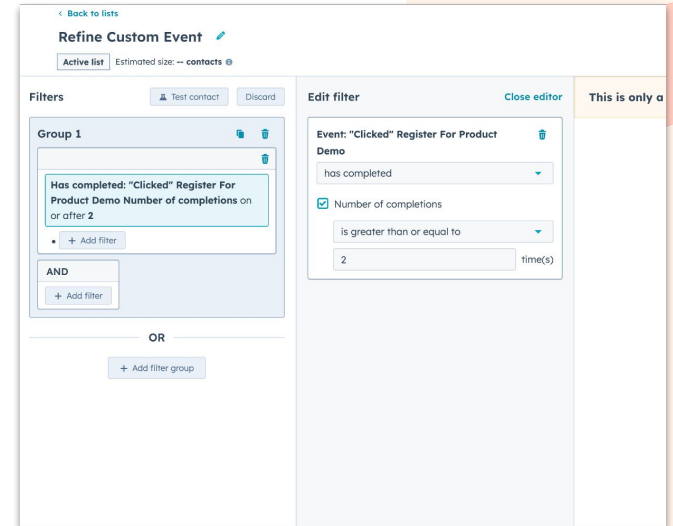 < Back to lists
Refine Custom Event
Active list Estimated size: -- contacts
Filters Test contact Discard
Group 1
Has completed: "Clicked" Register For
Product Demo Number of completions on
or after 2
+ Add filter
AND
+ Add filter
OR
+ Add filter group
Edit filter Close editor
Event: "Clicked" Register For Product
Demo
has completed
Number of completions
is greater than or equal to
2 time(s)
This is only a